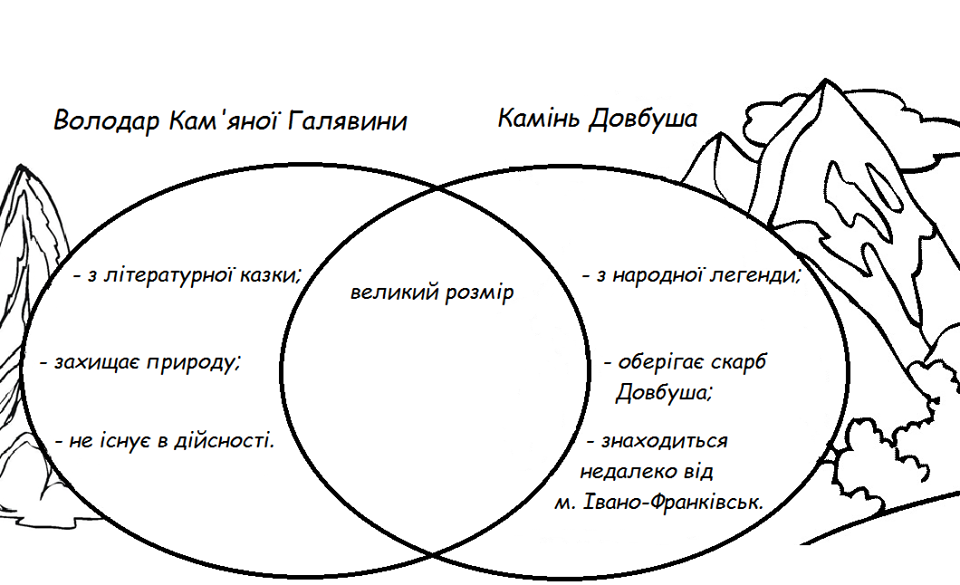 Володар Кам'яної Галявини
Камінь Довбуша
- з літературної казки;
- захищає природу;
- не існує в дійсності.
великий розмір
- з народної легенди;
- оберігає скарб
Довбуша;
- знаходиться
недалеко від
м. Івано-Франківськ.